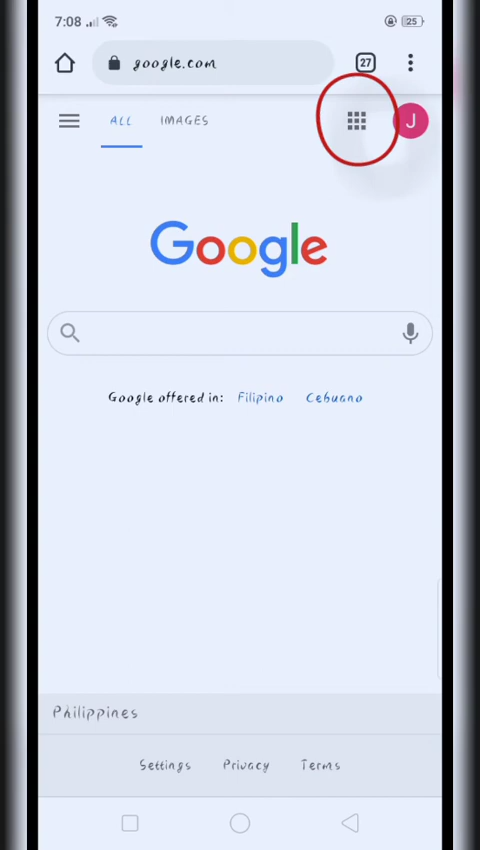 7:08 25
google.com 27
ALL IMAGES J
Google
Google offered in: Filipino Cebuano
Philippines
Settings Privacy Terms